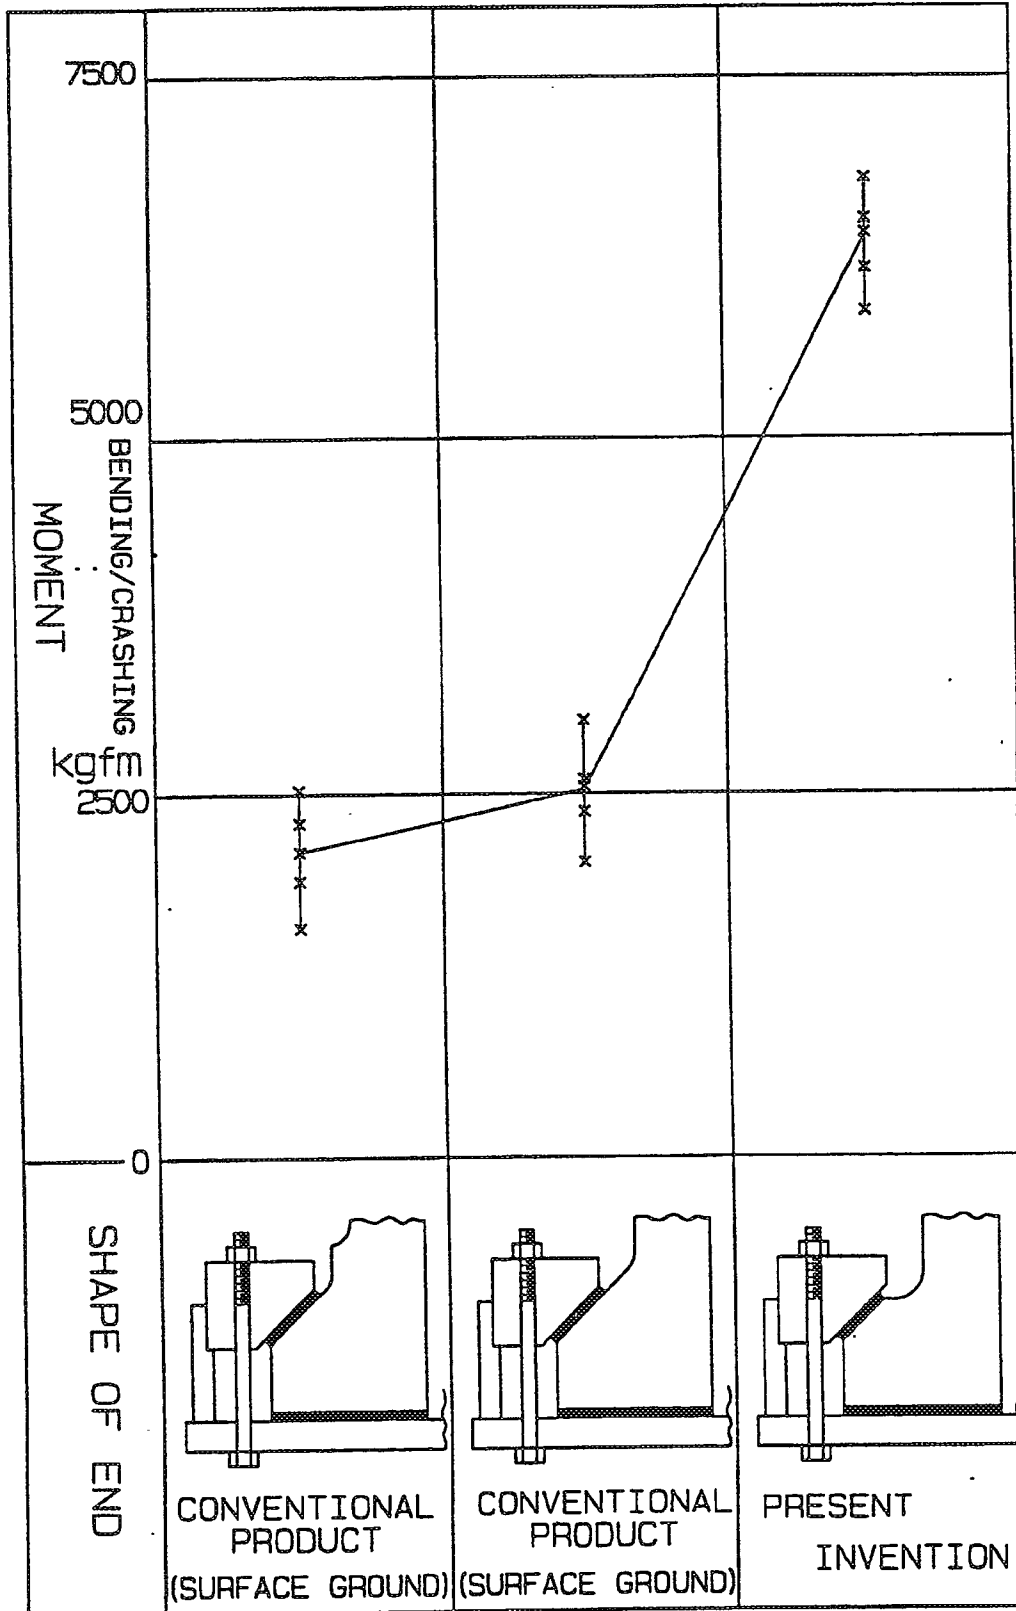 7500
5000
BENDING/CRASHING
MOMENT
kgfm
2500
0
SHAPE OF END
CONVENTIONAL
PRODUCT
(SURFACE GROUND)
CONVENTIONAL
PRODUCT
(SURFACE GROUND)
PRESENT
INVENTION